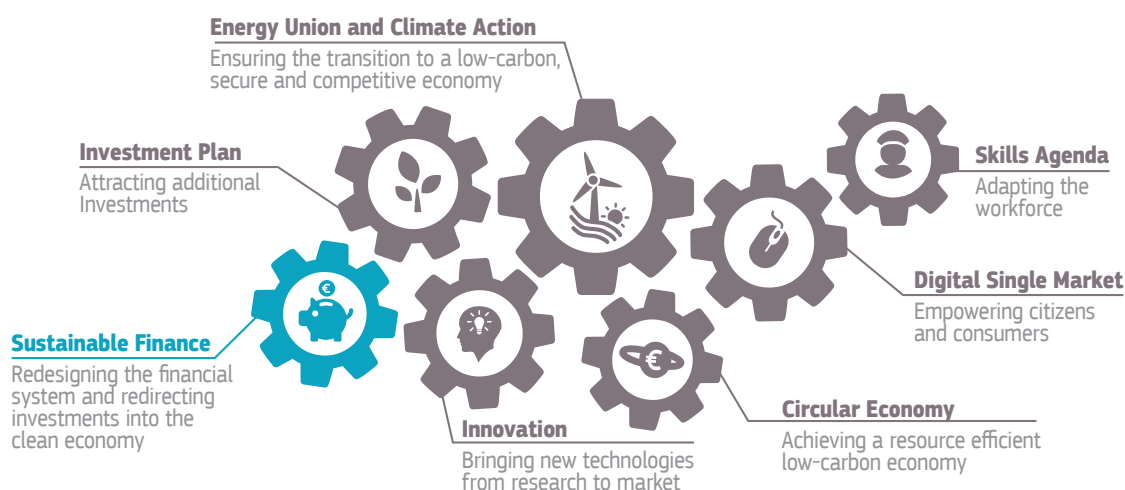 Energy Union and Climate Action
Ensuring the transition to a low-carbon,
secure and competitive economy
Investment Plan
Attracting additional
Investments
Skills Agenda
Adapting the
workforce
Digital Single Market
Empowering citizens
and consumers
Sustainable Finance
Redesigning the financial
system and redirecting
investments into the
clean economy
€
€
Innovation
Bringing new technologies
from research to market
Circular Economy
Achieving a resource efficient
low-carbon economy